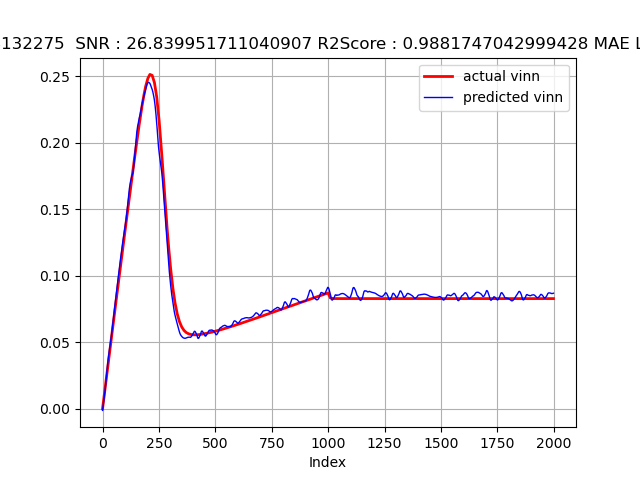 132275  SNR : 26.839951711040907 R2Score : 0.9881747042999428 MAE L
actual vinn
predicted vinn
0.25
0.20
0.15
0.10
0.05
0.00
0 250 500 750 1000 1250 1500 1750 2000
Index